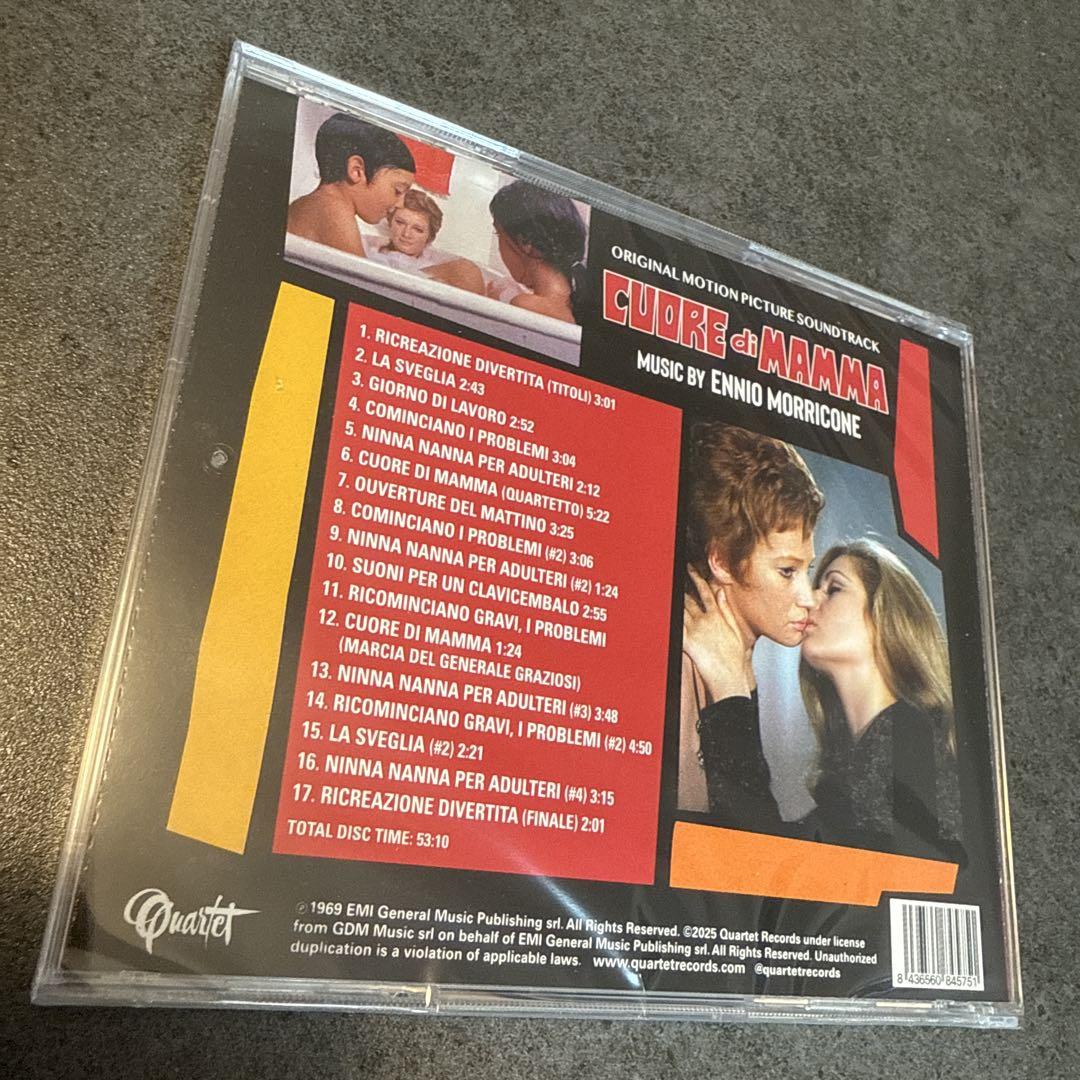 ORIGINAL MOTION PICTURE SOUNDTRACK
CUORE di MAMMA
MUSIC BY ENNIO MORRICONE
1. RICREAZIONE DIVERTITA (TITOLI) 3:01
2. LA SVEGLIA 2:43
3. GIORNO DI LAVORO 2:52
4. COMINCIANO I PROBLEMI 3:04
5. NINNA NANNA PER ADULTERI 2:12
6. CUORE DI MAMMA (QUARTETTO) 5:22
7. OUVERTURE DEL MATTINO 3:25
8. COMINCIANO I PROBLEMI (#2) 3:06
9. NINNA NANNA PER ADULTERI (#2) 1:24
10. SUONI PER UN CLAVICEMBALO 2:55
11. RICOMINCIANO GRAVI, I PROBLEMI
12. CUORE DI MAMMA 1:24
(MARCIA DEL GENERALE GRAZIOSI)
13. NINNA NANNA PER ADULTERI (#3) 3:48
14. RICOMINCIANO GRAVI, I PROBLEMI (#2) 4:50
15. LA SVEGLIA (#2) 2:21
16. NINNA NANNA PER ADULTERI (#4) 3:15
17. RICREAZIONE DIVERTITA (FINALE) 2:01
TOTAL DISC TIME: 53:10
Quartet
℗1969 EMI General Music Publishing srl. All Rights Reserved. ©2025 Quartet Records under license
from GDM Music srl on behalf of EMI General Music Publishing srl. All Rights Reserved. Unauthorized
duplication is a violation of applicable laws. www.quartetrecords.com @quartetrecords
8 436560 845751